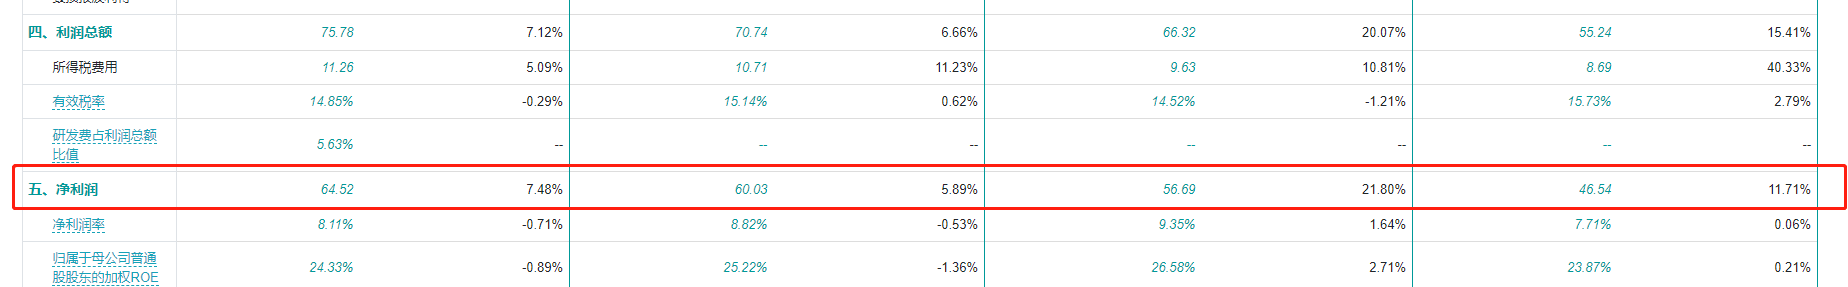 四、利润总额 75.78 7.12% 70.74 6.66% 66.32 20.07% 55.24 15.41%
所得税费用 11.26 5.09% 10.71 11.23% 9.63 10.81% 8.69 40.33%
有效税率 14.85% -0.29% 15.14% 0.62% 14.52% -1.21% 15.73% 2.79%
研发费占利润总额
比值 5.63% -- -- -- -- -- -- --
五、净利润 64.52 7.48% 60.03 5.89% 56.69 21.80% 46.54 11.71%
净利润率 8.11% -0.71% 8.82% -0.53% 9.35% 1.64% 7.71% 0.06%
归属于母公司普通
股股东的加权ROE 24.33% -0.89% 25.22% -1.36% 26.58% 2.71% 23.87% 0.21%